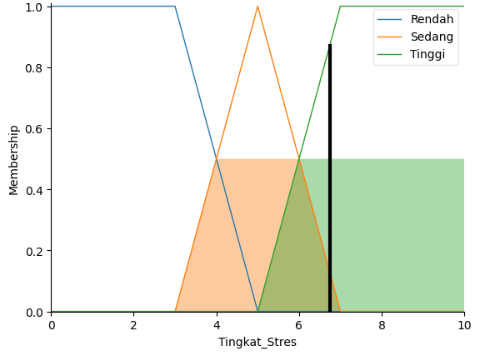 1.0
0.8
0.6
0.4
0.2
0.0
Membership
Rendah
Sedang
Tinggi
0 2 4 6 8 10
Tingkat_Stres